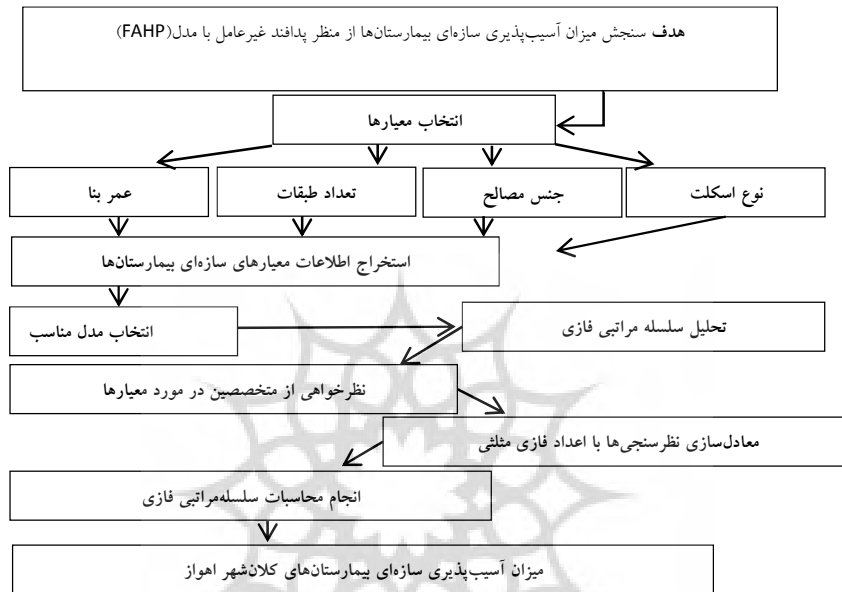 هدف سنجش میزان آسیب‌پذیری سازه‌ای بیمارستان‌ها از منظر پدافند غیرعامل با مدل(FAHP)
انتخاب معیارها
نوع اسکلت
جنس مصالح
تعداد طبقات
عمر بنا
استخراج اطلاعات معیارهای سازه‌ای بیمارستان‌ها
انتخاب مدل مناسب
تحلیل سلسله مراتبی فازی
نظرخواهی از متخصصین در مورد معیارها
معادل‌سازی نظرسنجی‌ها با اعداد فازی مثلثی
انجام محاسبات سلسله‌مراتبی فازی
میزان آسیب‌پذیری سازه‌ای بیمارستان‌های کلان‌شهر اهواز